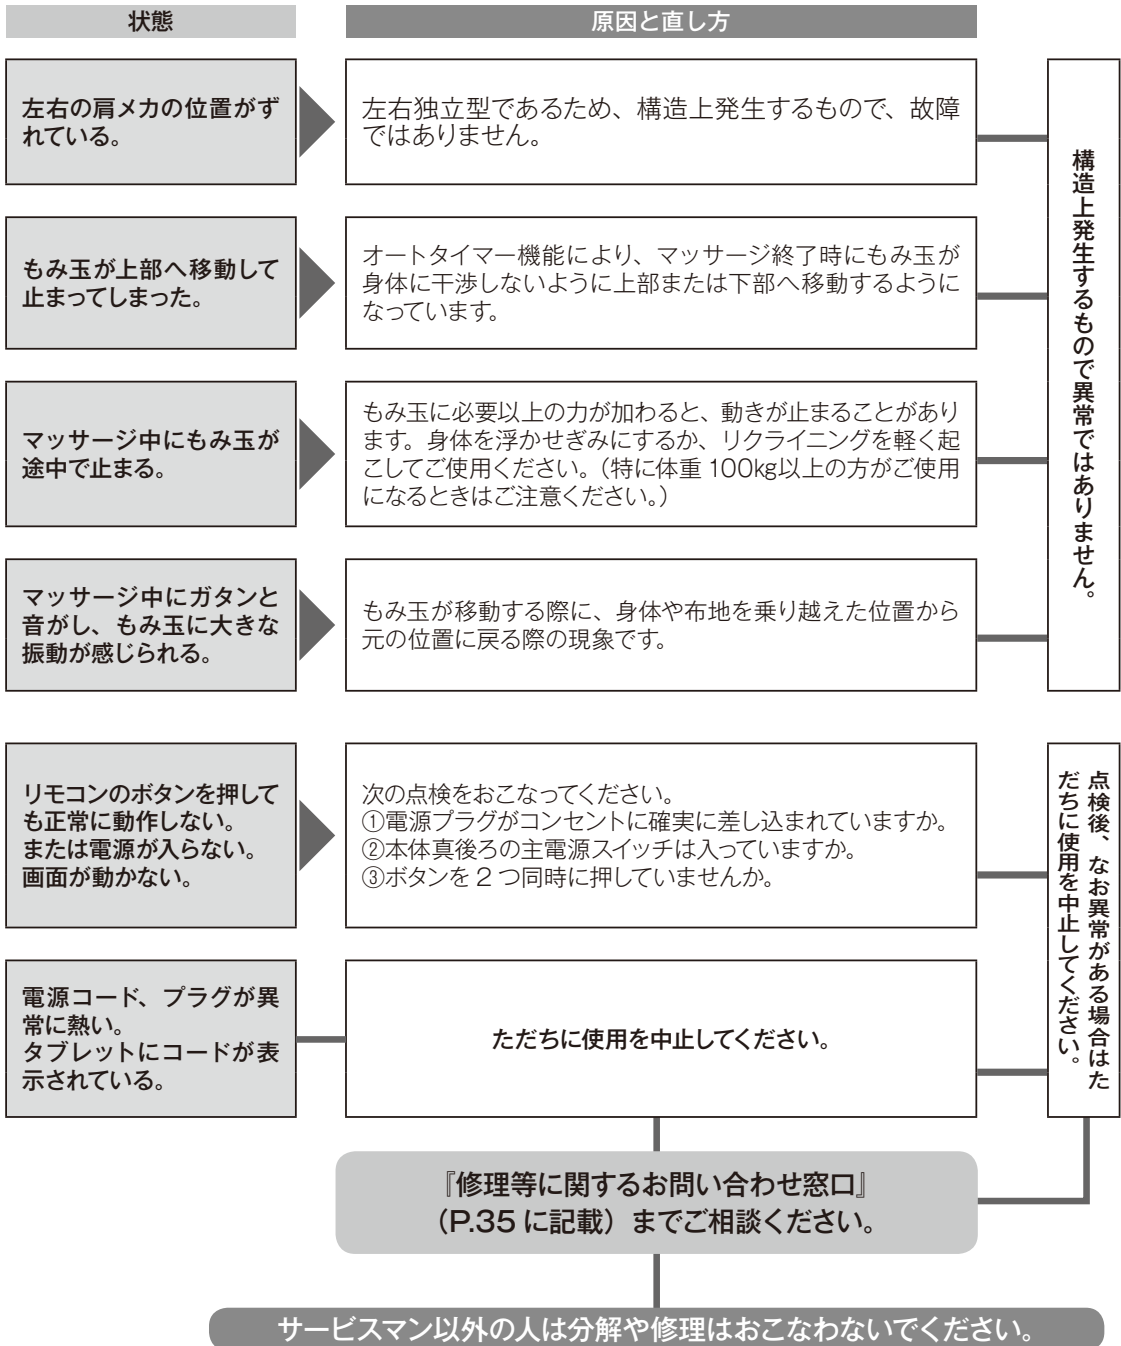 状態
原因と直し方
左右の肩メカの位置がず
れている。
左右独立型であるため、構造上発生するもので、故障
ではありません。
もみ玉が上部へ移動して
止まってしまった。
オートタイマー機能により、マッサージ終了時にもみ玉が
身体に干渉しないように上部または下部へ移動するように
なっています。
マッサージ中にもみ玉が
途中で止まる。
もみ玉に必要以上の力が加わると、動きが止まることがあり
ます。身体を浮かせぎみにするか、リクライニングを軽く起
こしてご使用ください。（特に体重 100kg以上の方がご使用
になるときはご注意ください。）
マッサージ中にガタンと
音がし、もみ玉に大きな
振動が感じられる。
もみ玉が移動する際に、身体や布地を乗り越えた位置から
元の位置に戻る際の現象です。
構造上発生するもので異常ではありません。
リモコンのボタンを押して
も正常に動作しない。
または電源が入らない。
画面が動かない。
次の点検をおこなってください。
①電源プラグがコンセントに確実に差し込まれていますか。
②本体真後ろの主電源スイッチは入っていますか。
③ボタンを 2 つ同時に押していませんか。
電源コード、プラグが異
常に熱い。
タブレットにコードが表
示されている。
ただちに使用を中止してください。
点検後、なお異常がある場合はた
だちに使用を中止してください。
『修理等に関するお問い合わせ窓口』
（P.35 に記載）までご相談ください。
サービスマン以外の人は分解や修理はおこなわないでください。